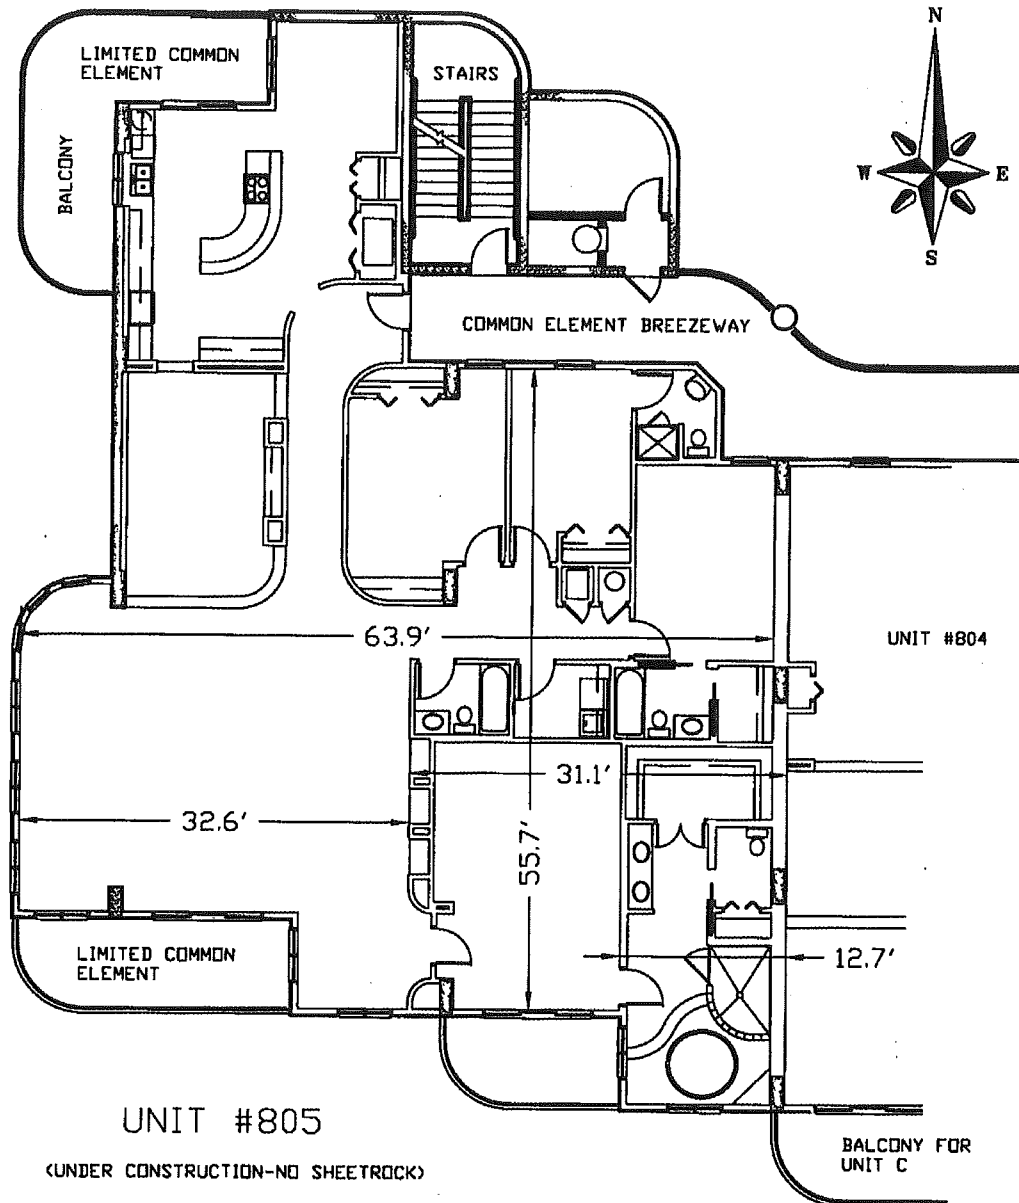 N
W E
S
LIMITED COMMON
ELEMENT
STAIRS
BALCONY
COMMON ELEMENT BREEZEWAY
63.9'
UNIT #804
31.1'
32.6'
55.7'
LIMITED COMMON
ELEMENT
12.7'
UNIT #805
(UNDER CONSTRUCTION-NO SHEETROCK)
BALCONY FOR
UNIT C